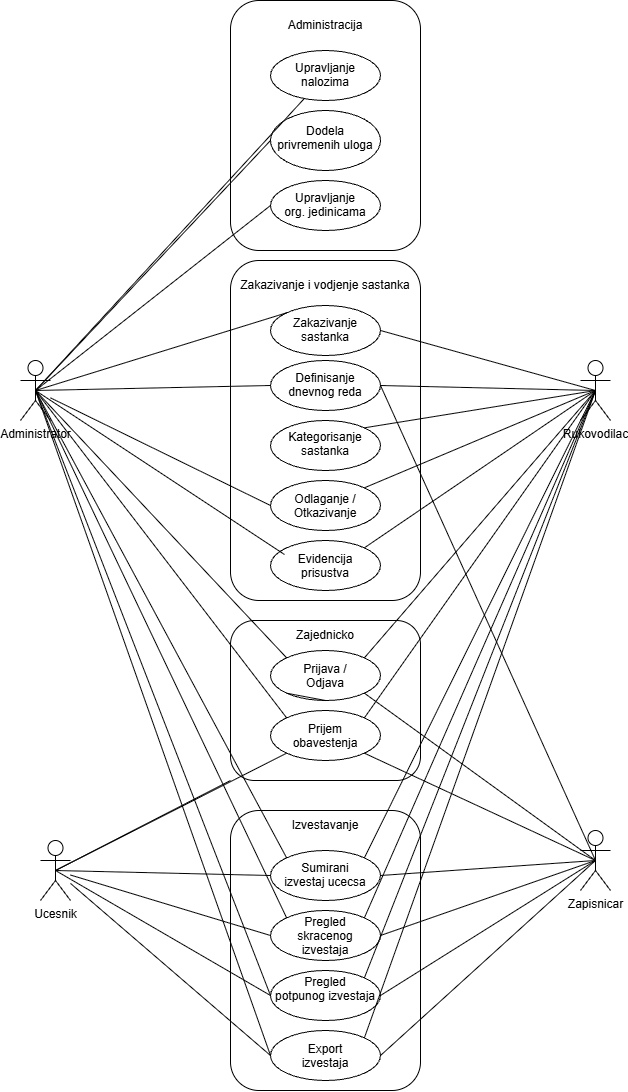 Administracija
Upravljanje
nalozima
Dodela
privremenih uloga
Upravljanje
org. jedinicama
Zakazivanje i vodjenje sastanka
Zakazivanje
sastanka
Definisanje
dnevnog reda
Administrator
Rukovodilac
Kategorisanje
sastanka
Odlaganje /
Otkazivanje
Evidencija
prisustva
Zajednicko
Prijava /
Odjava
Prijem
obavestenja
Izvestavanje
Sumirani
izvestaj ucecsa
Ucesnik
Zapisnicar
Pregled
skracenog
izvestaja
Pregled
potpunog izvestaja
Export
izvestaja